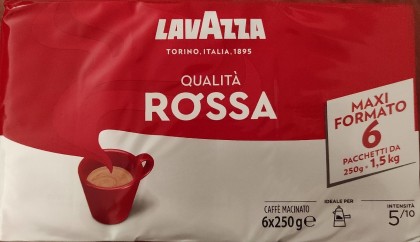 LAVAZZA
TORINO, ITALIA, 1895
QUALITÀ
ROSSA
MAXI
FORMATO
6
PACCHETTI DA
250g - 1,5 kg
CAFFÈ MACINATO
6x250g e
IDEALE PER
INTENSITÀ
5/10